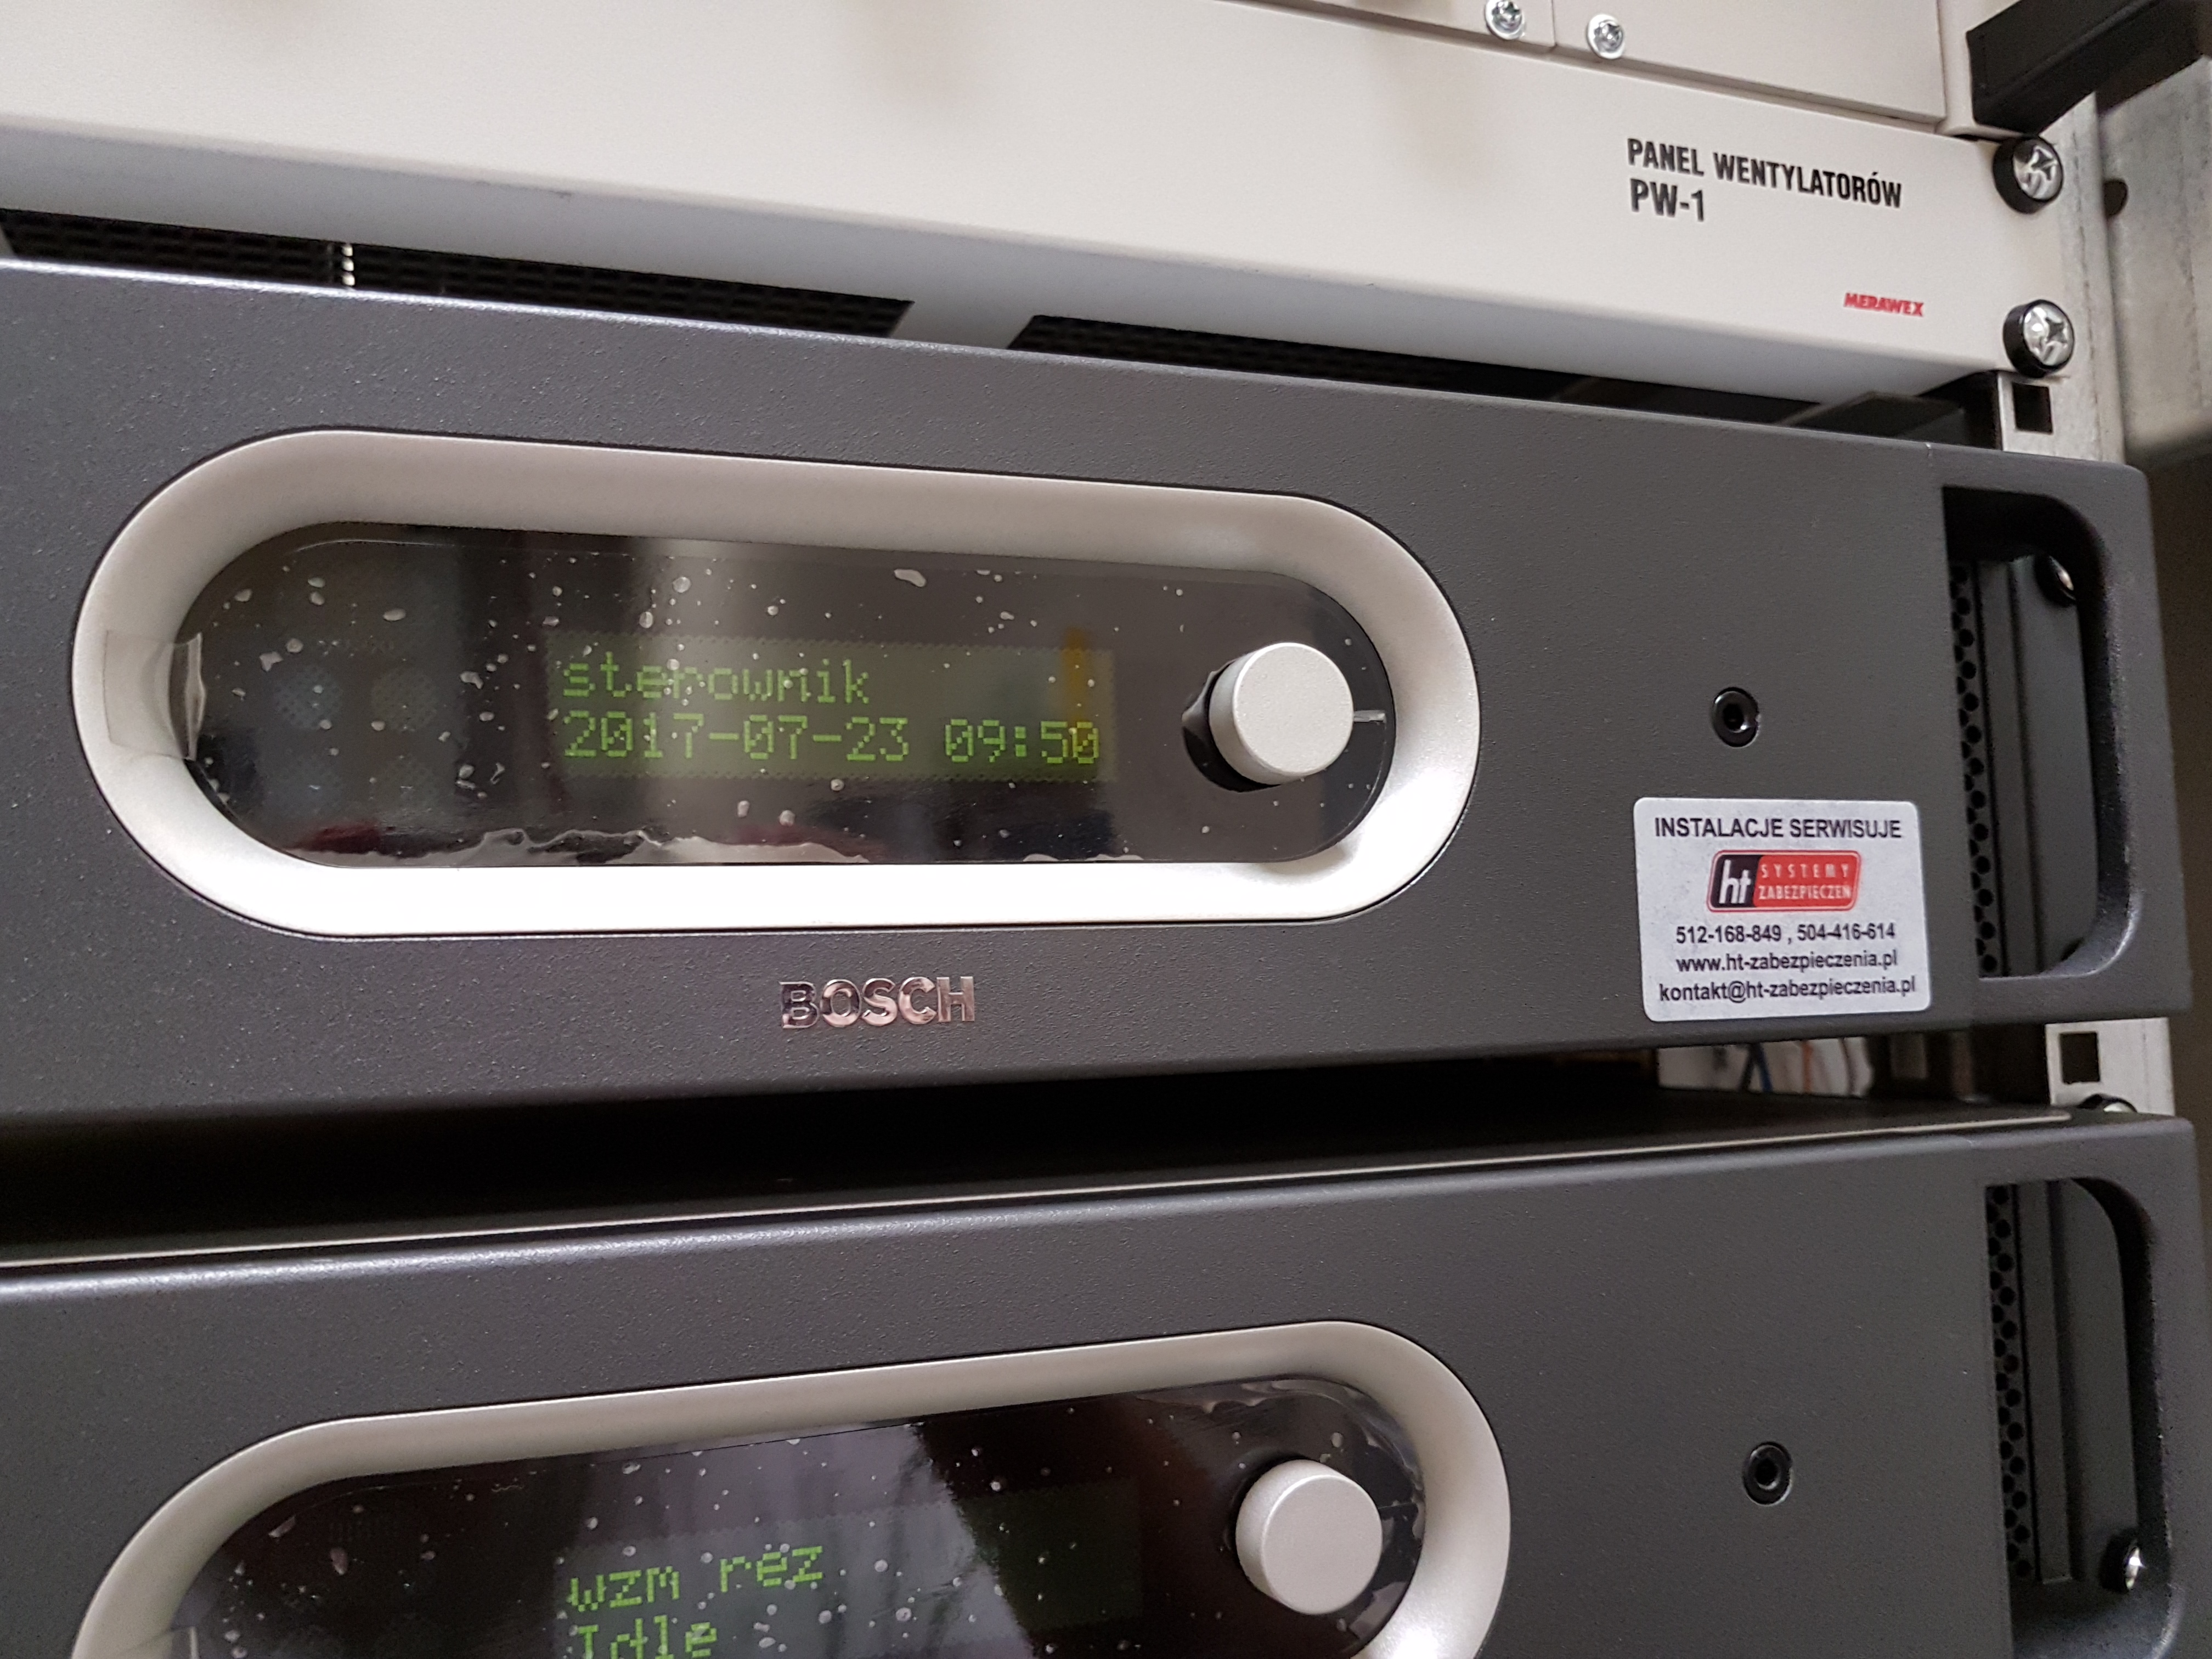 PANEL WENTYLATORÓW
PW-1
MERAWEX
sterownik
2017-07-23 09:50
INSTALACJE SERWISUJE
ht SYSTEMY
ZABEZPIECZEŃ
512-168-849 , 504-416-614
www.ht-zabezpieczenia.pl
kontakt@ht-zabezpieczenia.pl
BOSCH
wzm rez
Idle